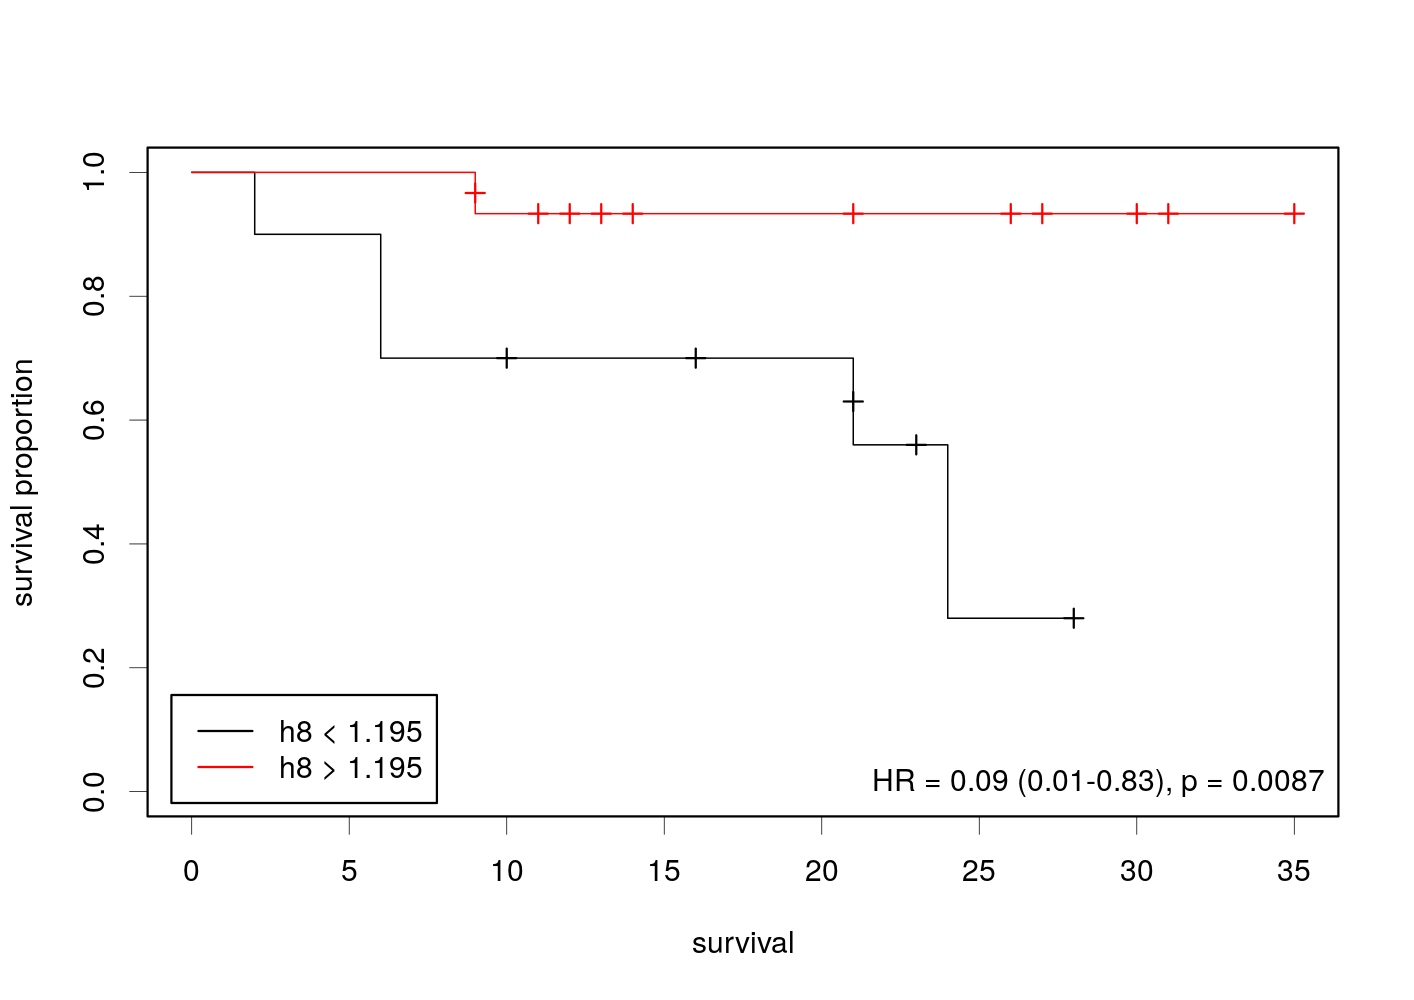 survival proportion
1.0
0.8
0.6
0.4
0.2
0.0
h8 < 1.195
h8 > 1.195
HR = 0.09 (0.01-0.83), p = 0.0087
0 5 10 15 20 25 30 35
survival